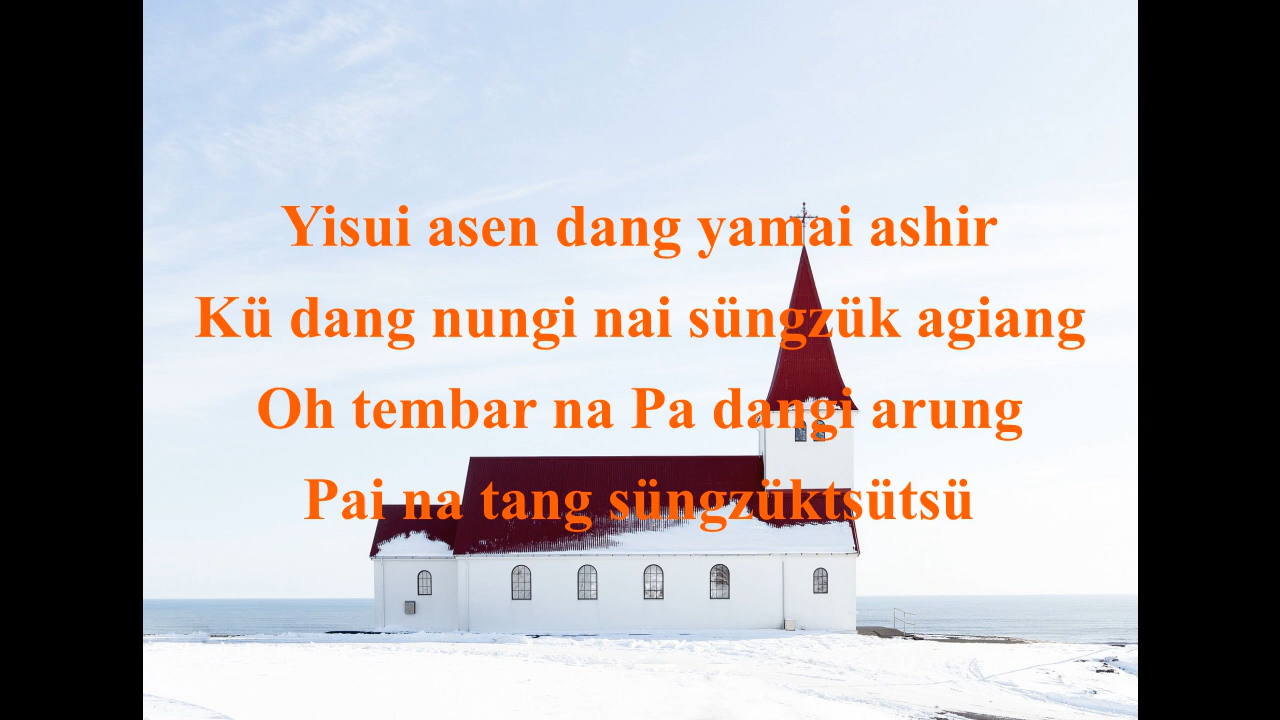 Yisui asen dang yamai ashir
Kü dang nungi nai süngzük agiang
Oh tembar na Pa dangi arung
Pai na tang süngzüktsütsü